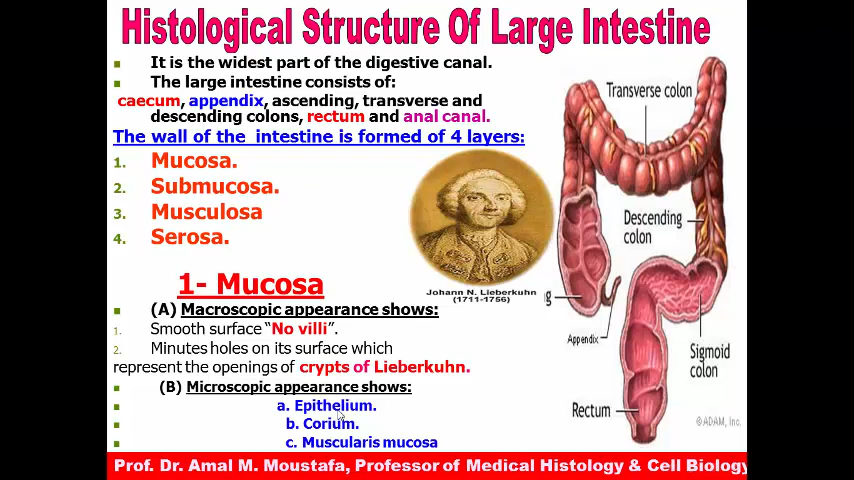 Histological Structure Of Large Intestine
It is the widest part of the digestive canal.
The large intestine consists of:
caecum, appendix, ascending, transverse and
descending colons, rectum and anal canal.
The wall of the intestine is formed of 4 layers:
1. Mucosa.
2. Submucosa.
3. Musculosa
4. Serosa.
1- Mucosa
(A) Macroscopic appearance shows:
1. Smooth surface “No villi”.
2. Minutes holes on its surface which
represent the openings of crypts of Lieberkuhn.
(B) Microscopic appearance shows:
a. Epithelium.
b. Corium.
c. Muscularis mucosa
Johann N. Lieberkuhn
(1711-1756)
Transverse colon
Descending
colon
g
Appendix
Sigmoid
colon
Rectum
©ADAM, Inc.
Prof. Dr. Amal M. Moustafa, Professor of Medical Histology & Cell Biology